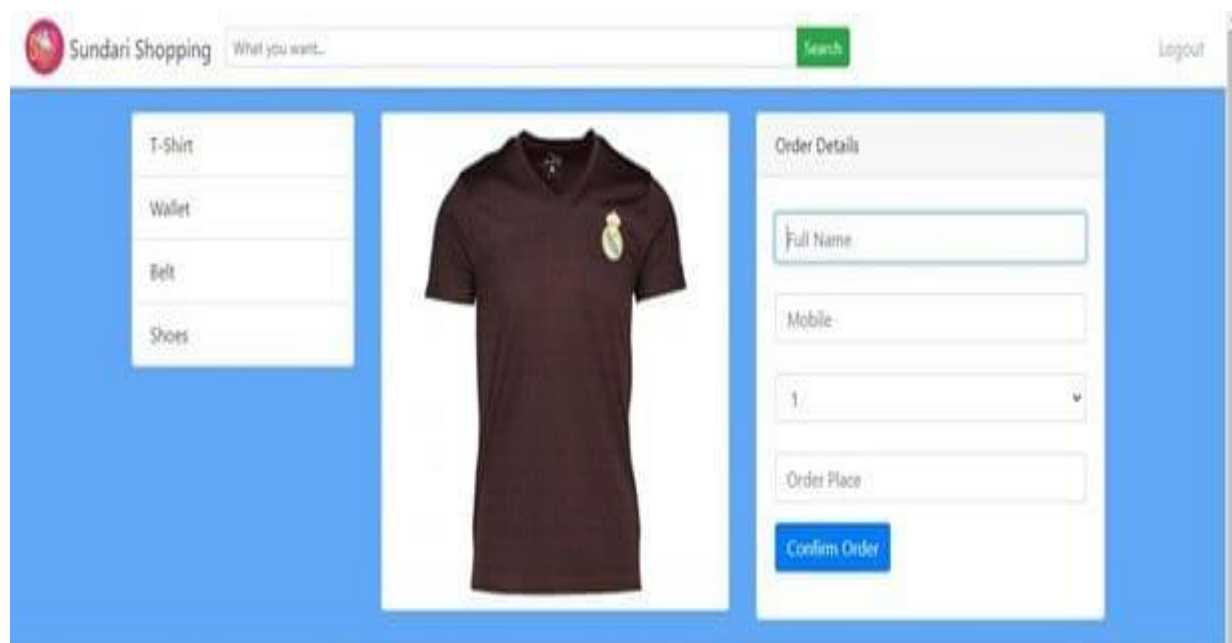 Sundari Shopping
What you want...
Search
Logout
T-Shirt
Wallet
Belt
Shoes
Order Details
Full Name
Mobile
1
Order Place
Confirm Order